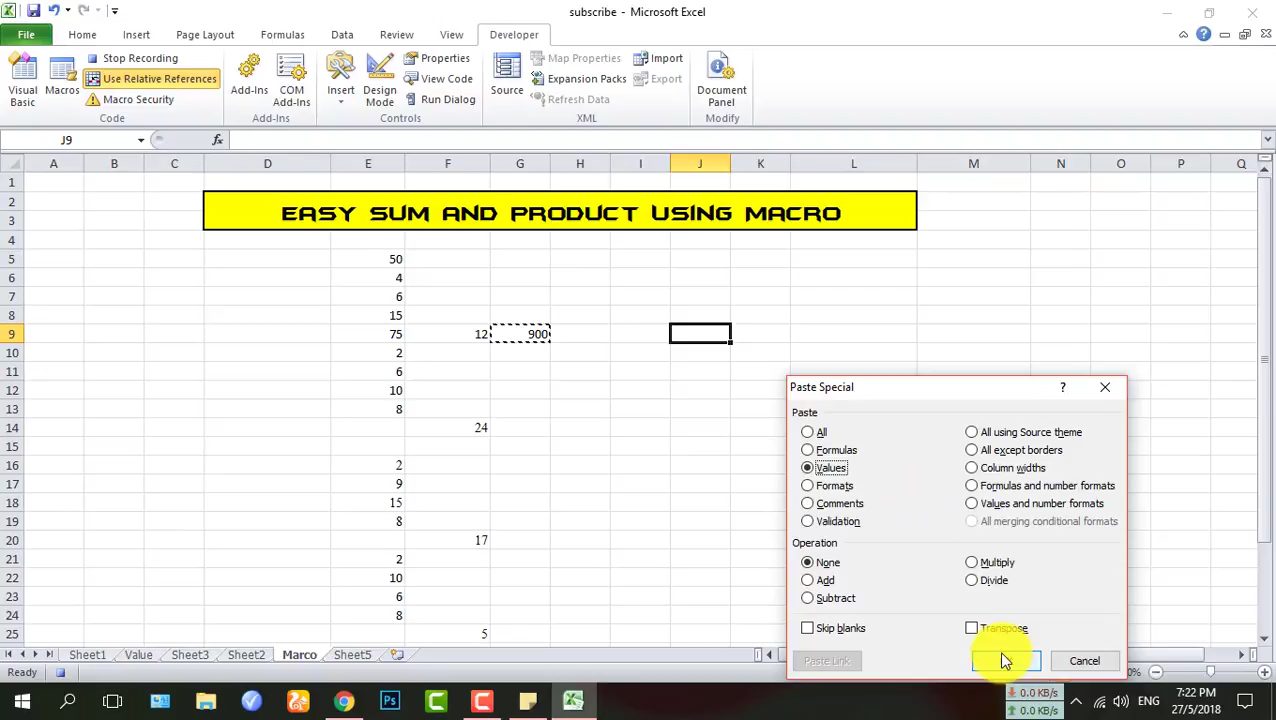 subscribe - Microsoft Excel
File Home Insert Page Layout Formulas Data Review View Developer
Visual Basic
Macros
Stop Recording
Use Relative References
Macro Security
Code
Add-Ins
COM Add-Ins
Add-Ins
Insert
Design Mode
Properties
View Code
Run Dialog
Controls
Source
Map Properties
Expansion Packs
Refresh Data
Import
Export
XML
Document Panel
Modify
J9 fx
A B C D E F G H I J K L M N O P Q
1
2
3
EASY SUM AND PRODUCT USING MACRO
4
5 50
6 4
7 6
8 15
9 75 12 900
10 2
11 6
12 10
13 8
14 24
15
16 2
17 9
18 15
19 8
20 17
21 2
22 10
23 6
24 8
25 5
Paste Special ?
Paste
All
Formulas
Values
Formats
Comments
Validation
All using Source theme
All except borders
Column widths
Formulas and number formats
Values and number formats
All merging conditional formats
Operation
None
Add
Subtract
Multiply
Divide
Skip blanks
Transpose
Paste Link
Cancel
Sheet1 Value Sheet3 Sheet2 Marco Sheet5
Ready
0.0 KB/s
0.0 KB/s
ENG
7:22 PM
27/5/2018